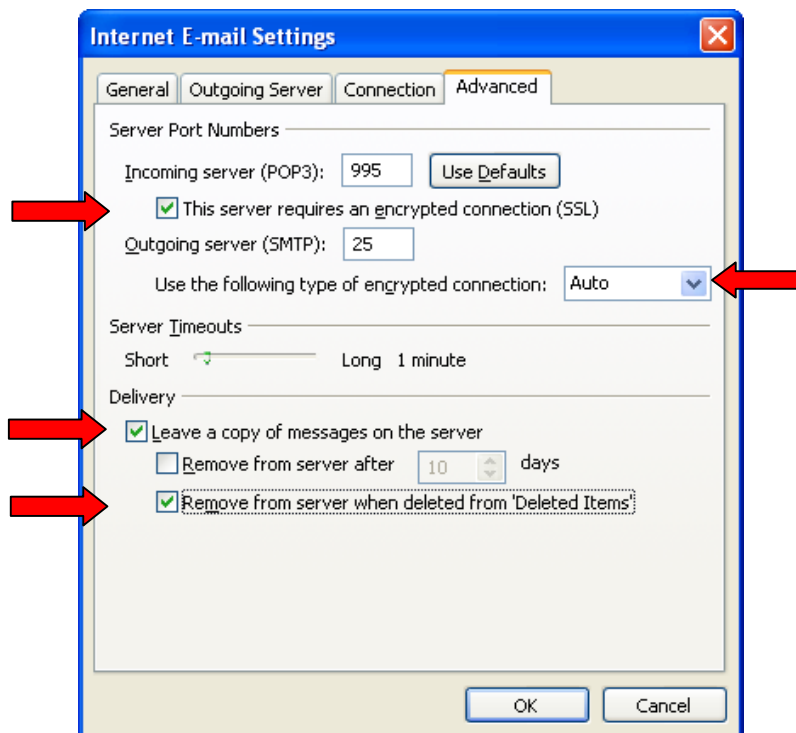 Internet E-mail Settings
General Outgoing Server Connection Advanced
Server Port Numbers
Incoming server (POP3): 995 Use Defaults
This server requires an encrypted connection (SSL)
Outgoing server (SMTP): 25
Use the following type of encrypted connection: Auto
Server Timeouts
Short Long 1 minute
Delivery
Leave a copy of messages on the server
Remove from server after 10 days
Remove from server when deleted from 'Deleted Items'
OK Cancel